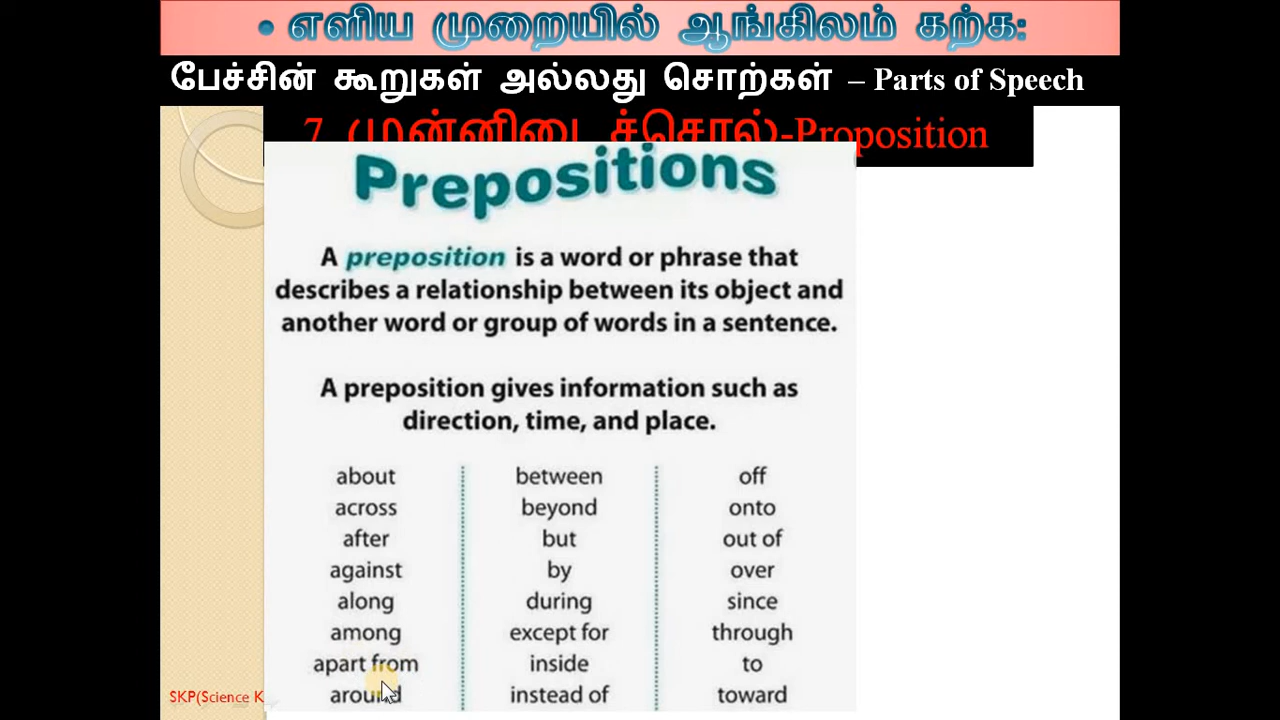 • எளிய முறையில் ஆங்கிலம் கற்க:
பேச்சின் கூறுகள் அல்லது சொற்கள் – Parts of Speech
7. முன்னிடைச்சொல்-Proposition
Prepositions
A preposition is a word or phrase that
describes a relationship between its object and
another word or group of words in a sentence.
A preposition gives information such as
direction, time, and place.
about
across
after
against
along
among
apart from
around
between
beyond
but
by
during
except for
inside
instead of
off
onto
out of
over
since
through
to
toward
SKP(Science K